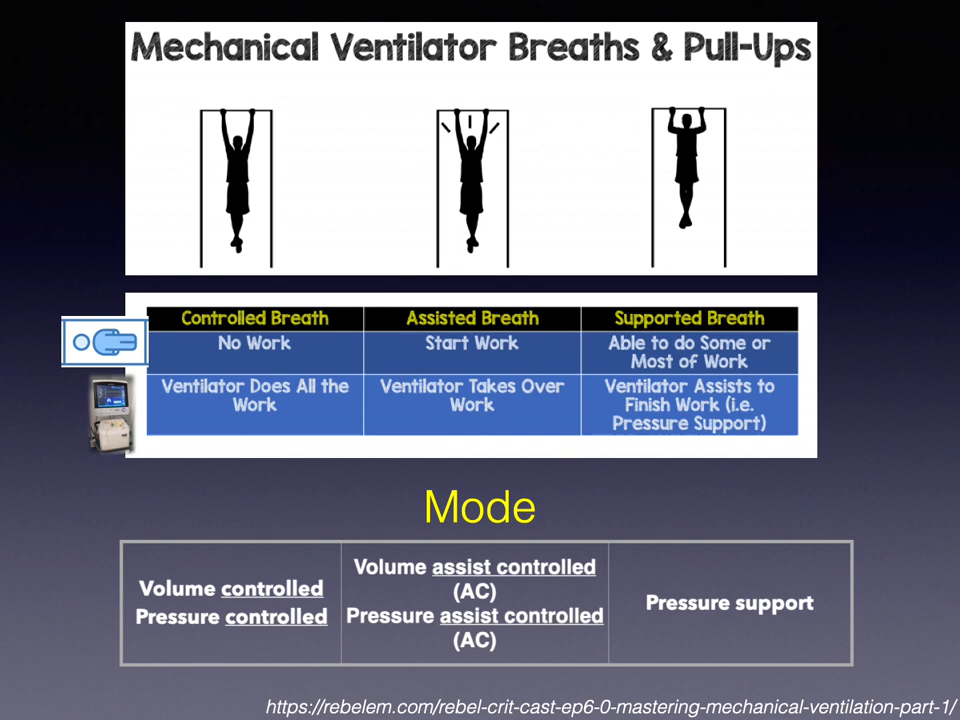 Mechanical Ventilator Breaths & Pull-Ups
Controlled Breath
Assisted Breath
Supported Breath
No Work
Start Work
Able to do Some or
Most of Work
Ventilator Does All the
Work
Ventilator Takes Over
Work
Ventilator Assists to
Finish Work (i.e.
Pressure Support)
Mode
Volume controlled
Pressure controlled
Volume assist controlled
(AC)
Pressure assist controlled
(AC)
Pressure support
https://rebelem.com/rebel-crit-cast-ep6-0-mastering-mechanical-ventilation-part-1/